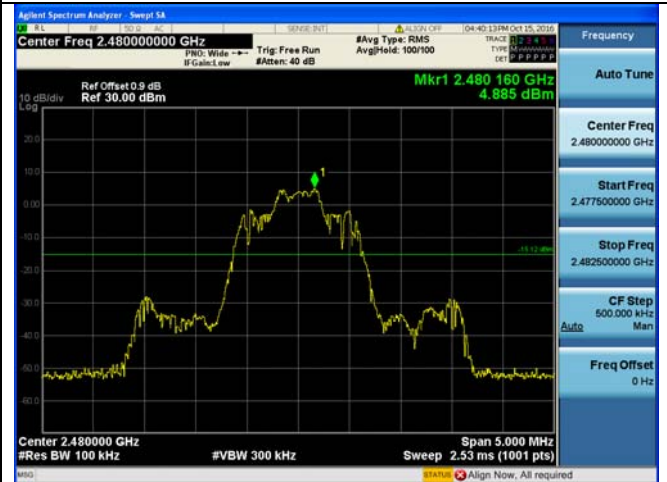 Agilent Spectrum Analyzer - Swept SA
RL RF 50 Ω AC SENSE:INT ALIGN OFF 04:40:13 PM Oct 15, 2016
Center Freq 2.480000000 GHz
PNO: Wide Trig: Free Run #Avg Type: RMS TRACE 1 2 3 4 5 6
IFGain:Low #Atten: 40 dB Avg|Hold: 100/100 TYPE
DET P P P P P P
Ref Offset 0.9 dB Mkr1 2.480 160 GHz
10 dB/div Ref 30.00 dBm 4.885 dBm
Log
20.0
10.0
1
0.00
-10.0
-15.12 dBm
-20.0
-30.0
-40.0
-50.0
-60.0
Center 2.480000 GHz Span 5.000 MHz
#Res BW 100 kHz #VBW 300 kHz Sweep 2.53 ms (1001 pts)
MSG STATUS Align Now, All required
Frequency
Auto Tune
Center Freq
2.480000000 GHz
Start Freq
2.477500000 GHz
Stop Freq
2.482500000 GHz
CF Step
500.000 kHz
Auto Man
Freq Offset
0 Hz